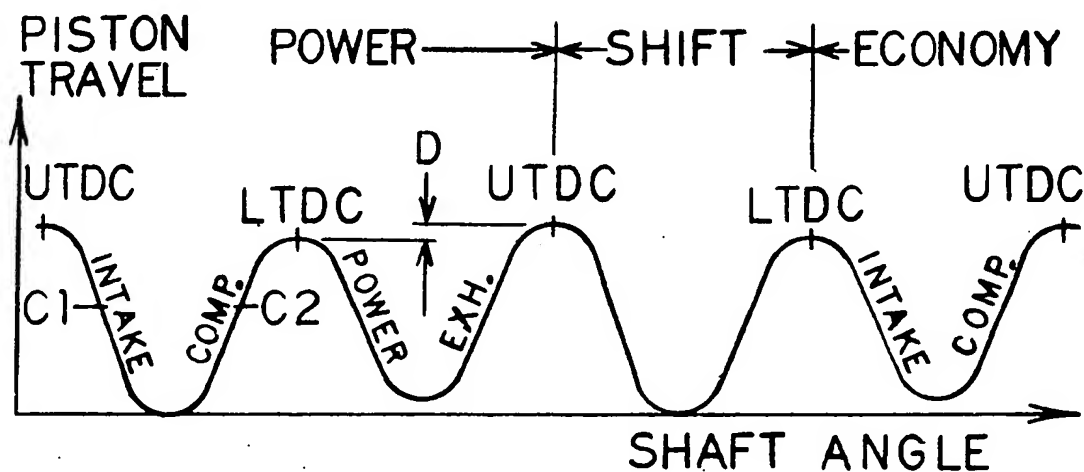 PISTON
TRAVEL
POWER
SHIFT
ECONOMY
D
UTDC
LTDC
UTDC
LTDC
UTDC
C1
INTAKE
COMP.
C2
POWER
EXH.
INTAKE
COMP.
SHAFT ANGLE